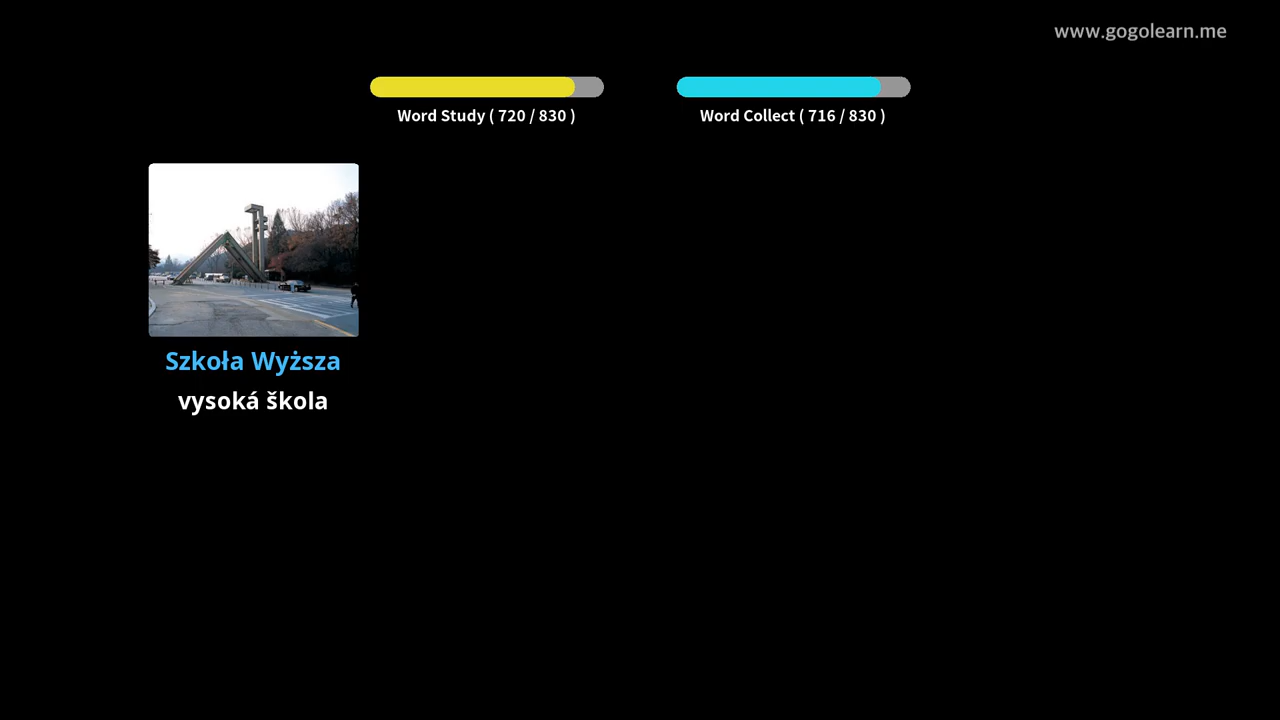 www.gogolearn.me
Word Study ( 720 / 830 )
Word Collect ( 716 / 830 )
Szkoła Wyższa
vysoká škola